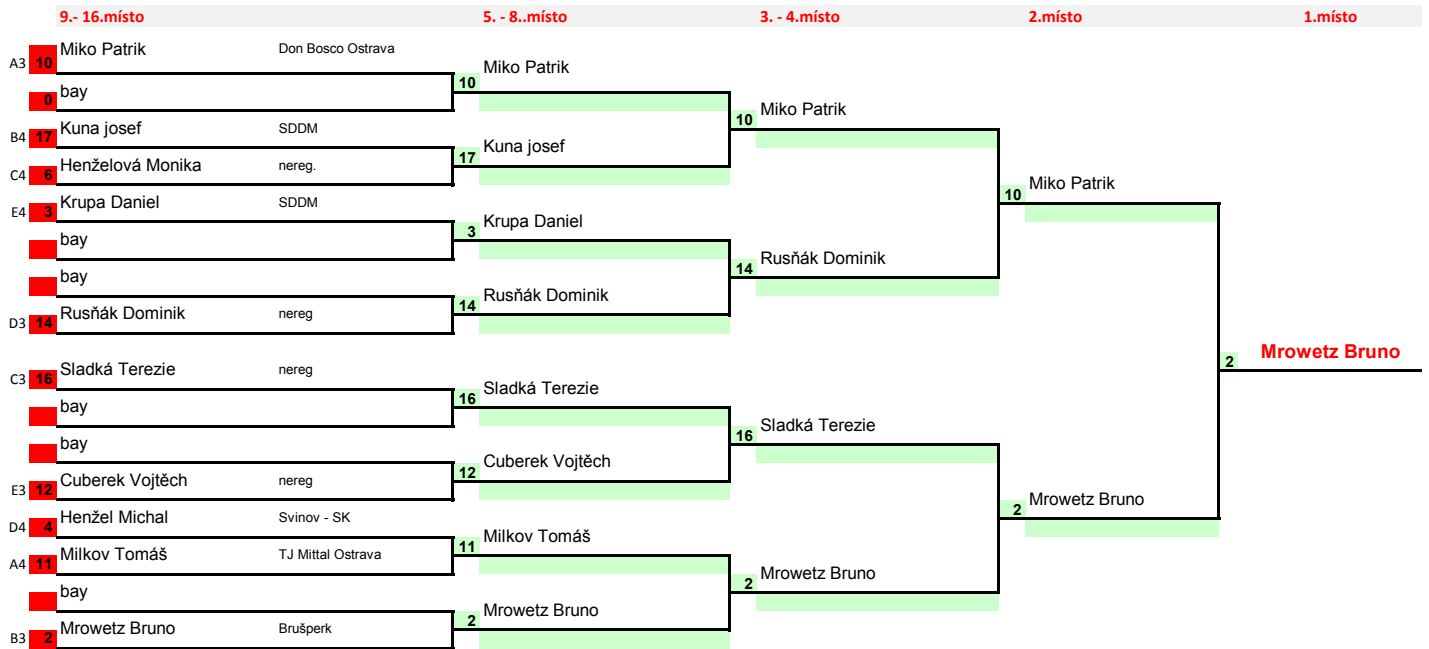 9.- 16.místo 5. - 8..místo 3. - 4.místo 2.místo 1.místo
A3 10 Miko Patrik Don Bosco Ostrava
10 Miko Patrik
0 bay
10 Miko Patrik
B4 17 Kuna josef SDDM
17 Kuna josef
C4 6 Henželová Monika nereg.
10 Miko Patrik
E4 3 Krupa Daniel SDDM
3 Krupa Daniel
bay
14 Rusňák Dominik
bay
14 Rusňák Dominik
D3 14 Rusňák Dominik nereg
2 Mrowetz Bruno
C3 16 Sladká Terezie nereg
16 Sladká Terezie
bay
16 Sladká Terezie
bay
12 Cuberek Vojtěch
E3 12 Cuberek Vojtěch nereg
2 Mrowetz Bruno
D4 4 Henžel Michal Svinov - SK
11 Milkov Tomáš
A4 11 Milkov Tomáš TJ Mittal Ostrava
2 Mrowetz Bruno
bay
2 Mrowetz Bruno
B3 2 Mrowetz Bruno Brušperk